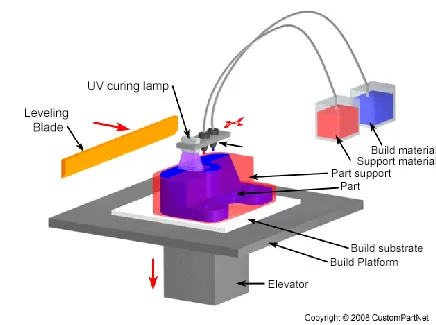 UV curing lamp
Leveling
Blade
Build material
Support material
Part support
Part
Build substrate
Build Platform
Elevator
Copyright © 2008 CustomPartNet